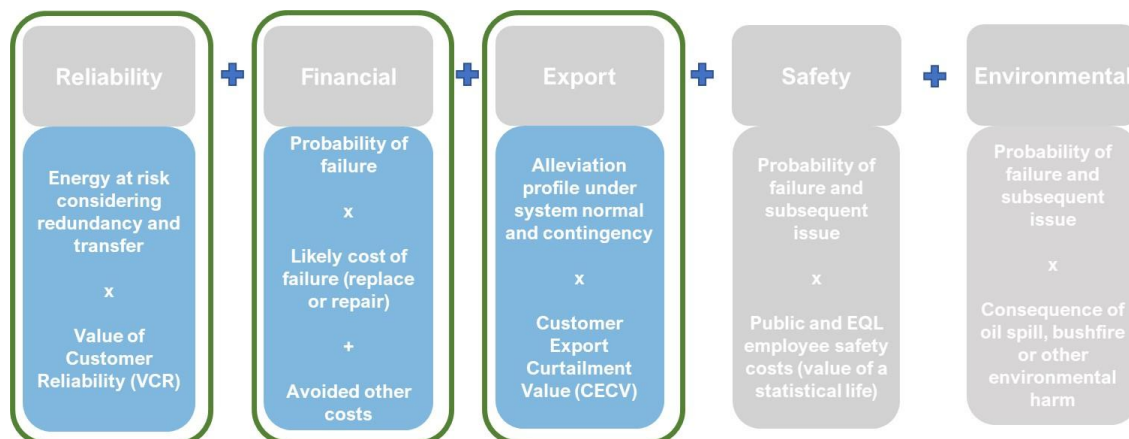 Reliability
+
Financial
+
Export
+
Safety
+
Environmental
Energy at risk
considering
redundancy and
transfer
x
Value of
Customer
Reliability (VCR)
Probability of
failure
x
Likely cost of
failure (replace
or repair)
+
Avoided other
costs
Alleviation
profile under
system normal
and contingency
x
Customer
Export
Curtailment
Value (CECV)
Probability of
failure and
subsequent
issue
x
Public and EQL
employee safety
costs (value of a
statistical life)
Probability of
failure and
subsequent
issue
x
Consequence of
oil spill, bushfire
or other
environmental
harm